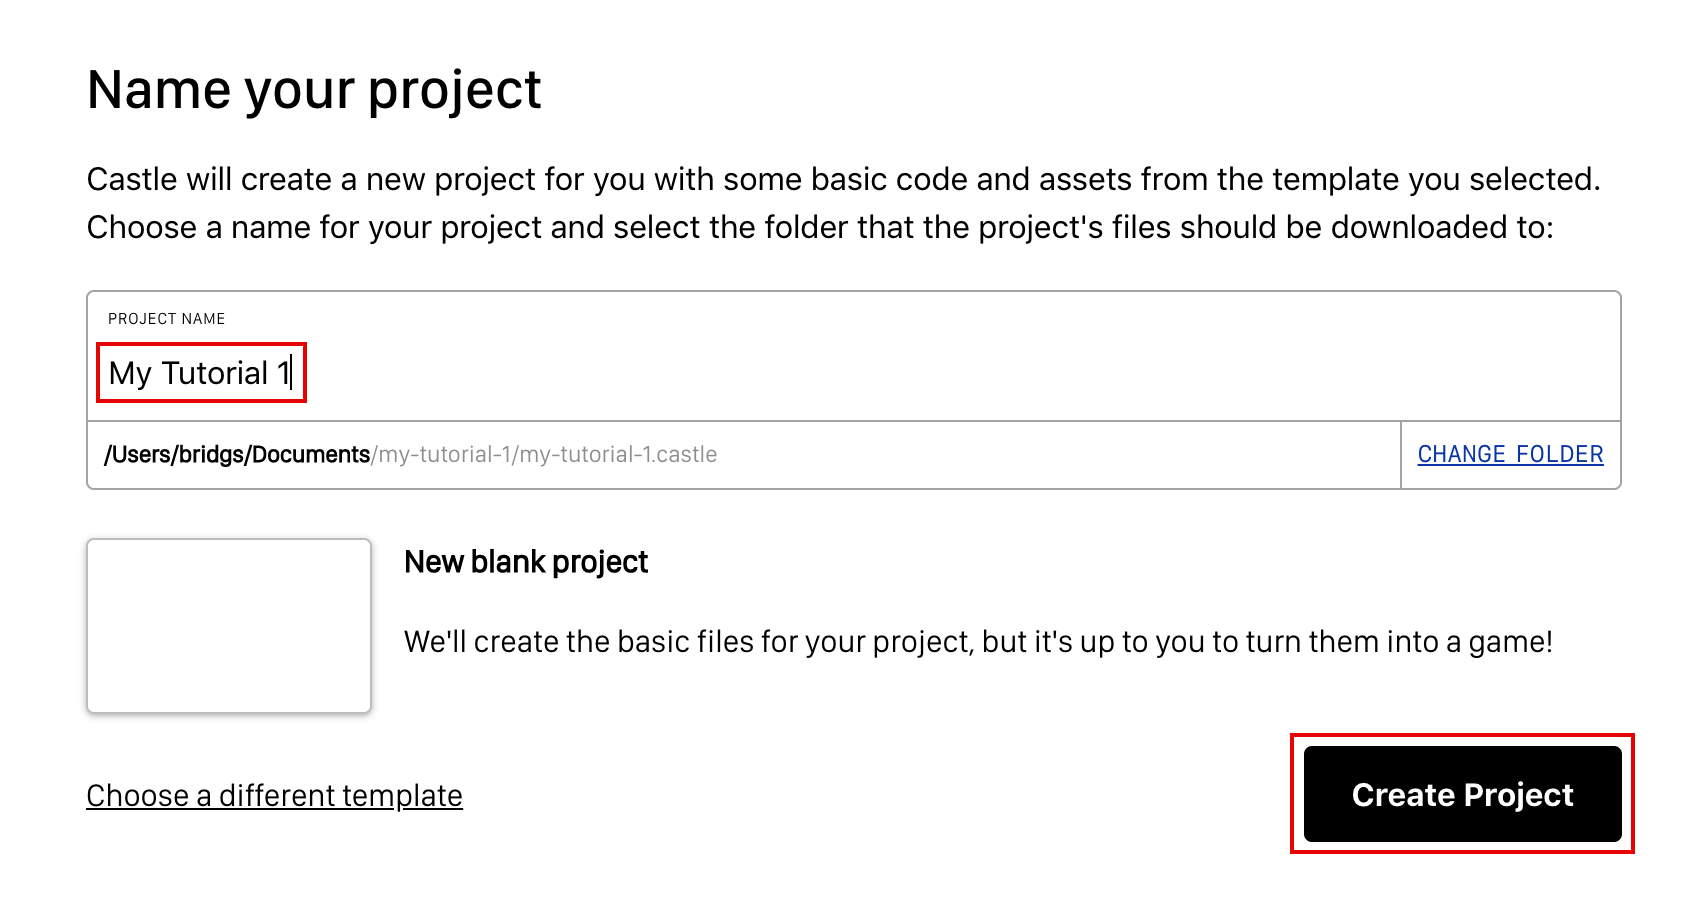 Name your project
Castle will create a new project for you with some basic code and assets from the template you selected.
Choose a name for your project and select the folder that the project's files should be downloaded to:
PROJECT NAME
My Tutorial 1
/Users/bridgs/Documents/my-tutorial-1/my-tutorial-1.castle
CHANGE FOLDER
New blank project
We'll create the basic files for your project, but it's up to you to turn them into a game!
Choose a different template
Create Project